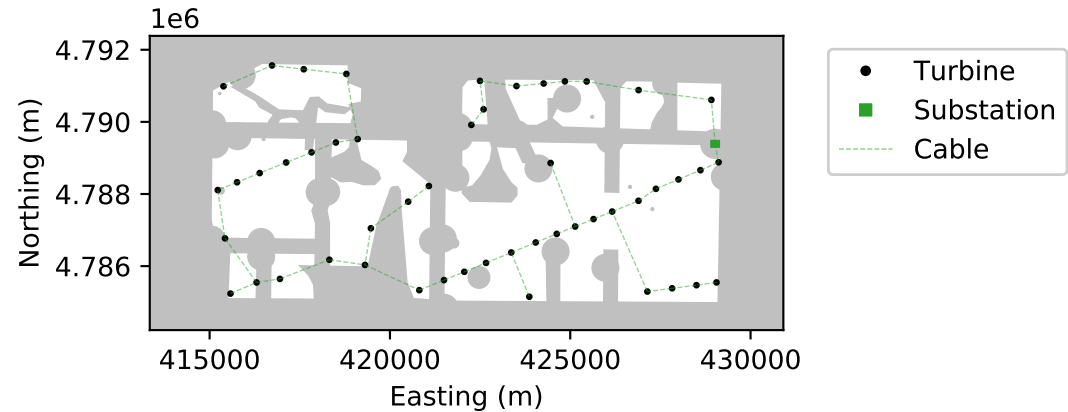 1e6
4.792
4.790
4.788
4.786
Northing (m)
415000 420000 425000 430000
Easting (m)
Turbine
Substation
Cable